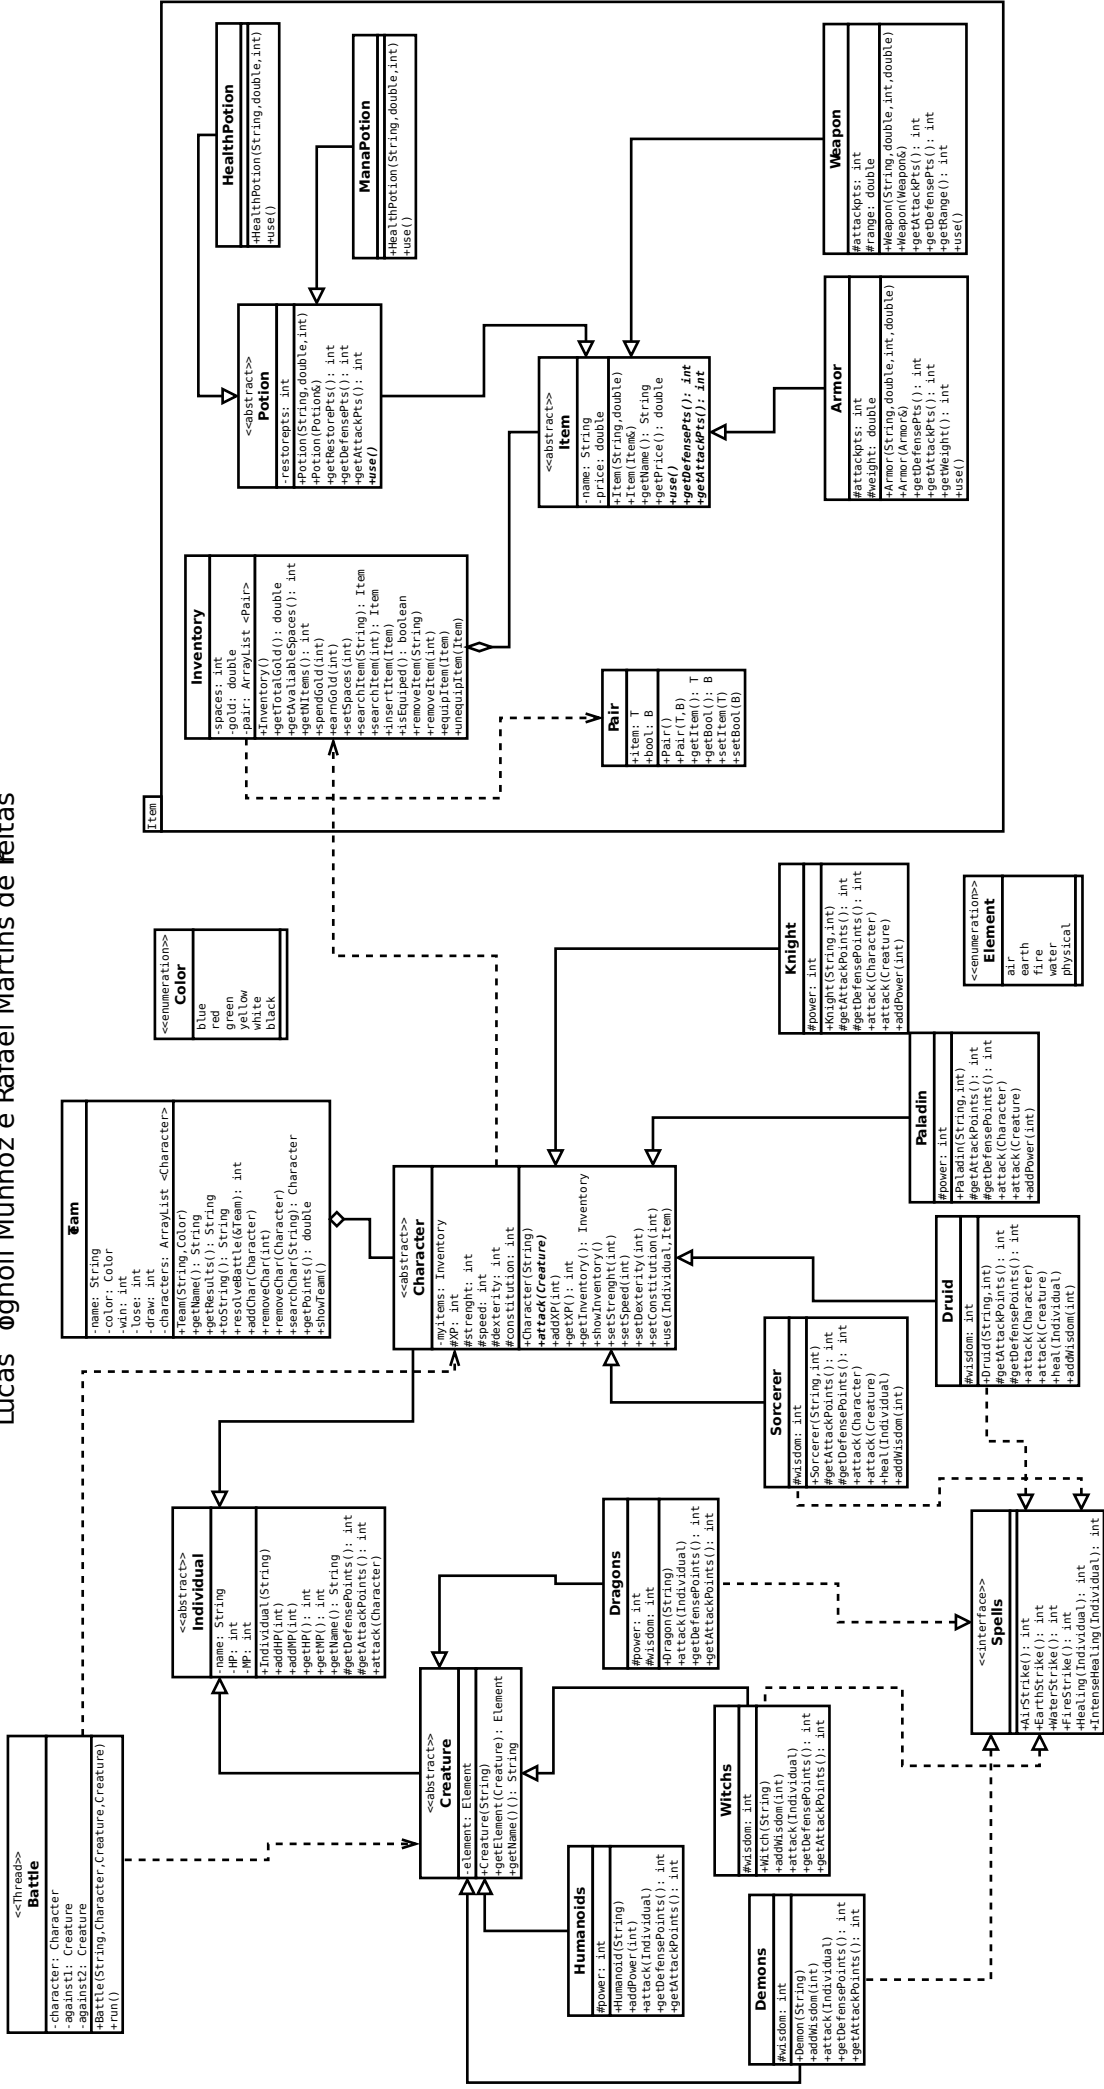 Lucas Munhoz e Rafael Martins de Freitas
<<Thread>>
Battle
-character: Character
-against1: Creature
-against2: Creature
+Battle(String,Character,Creature,Creature)
+run()
<<abstract>>
Individual
-name: String
-HP: int
-MP: int
+Individual(String)
+addHP(int)
+addMP(int)
+getHP(): int
+getMP(): int
+getName(): String
#getDefensePoints(): int
#getAttackPoints(): int
+attack(Character)
Team
-name: String
-color: Color
-win: int
-lose: int
-draw: int
-characters: ArrayList <Character>
+Team(String,Color)
+getName(): String
+getResults(): String
+toString(): String
+resolveBattle(&Team): int
+addChar(Character)
+removeChar(int)
+removeChar(Character)
+searchChar(String): Character
+getPoints(): double
+showTeam()
<<enumeration>>
Color
blue
red
green
yellow
white
black
Item
Inventory
-spaces: int
-gold: double
-pair: ArrayList <Pair>
+Inventory()
+getTotalGold(): double
+getAvaliableSpaces(): int
+getNItems(): int
+spendGold(int)
+earnGold(int)
+setSpaces(int)
+searchItem(String): Item
+searchItem(int): Item
+insertItem(Item)
+isEquiped(): boolean
+removeItem(String)
+removeItem(int)
+equipItem(Item)
+unequipItem(Item)
<<abstract>>
Potion
-restorepts: int
+Potion(String,double,int)
+Potion(Potion&)
+getRestorePts(): int
+getDefensePts(): int
+getAttackPts(): int
+use()
HealthPotion
+HealthPotion(String,double,int)
+use()
ManaPotion
+HealthPotion(String,double,int)
+use()
<<abstract>>
Creature
-element: Element
+Creature(String)
+getElement(Creature): Element
+getName()(): String
<<abstract>>
Character
-myitems: Inventory
#XP: int
#strenght: int
#speed: int
#dexterity: int
#constitution: int
+Character(String)
+attack(Creature)
+addXP(int)
+getXP(): int
+getInventory(): Inventory
+showInventory()
+setStrenght(int)
+setSpeed(int)
+setDexterity(int)
+setConstitution(int)
+use(Individual,Item)
Pair
+item: T
+bool: B
+Pair()
+Pair(T,B)
+getItem(): T
+getBool(): B
+setItem(T)
+setBool(B)
<<abstract>>
Item
-name: String
-price: double
+Item(String,double)
+Item(Item&)
+getName(): String
+getPrice(): double
+use()
+getDefensePts(): int
+getAttackPts(): int
Humanoids
#power: int
+Humanoid(String)
+addPower(int)
+attack(Individual)
+getDefensePoints(): int
+getAttackPoints(): int
Dragons
#power: int
#wisdom: int
+Dragon(String)
+attack(Individual)
+getDefensePoints(): int
+getAttackPoints(): int
Demons
#wisdom: int
+Demon(String)
+addWisdom(int)
+attack(Individual)
+getDefensePoints(): int
+getAttackPoints(): int
Witchs
#wisdom: int
+Witch(String)
+addWisdom(int)
+attack(Individual)
+getDefensePoints(): int
+getAttackPoints(): int
Sorcerer
#wisdom: int
+Sorcerer(String,int)
#getAttackPoints(): int
#getDefensePoints(): int
+attack(Character)
+attack(Creature)
+heal(Individual)
+addWisdom(int)
Knight
#power: int
+Knight(String,int)
#getAttackPoints(): int
#getDefensePoints(): int
+attack(Character)
+attack(Creature)
+addPower(int)
Armor
#attackpts: int
#weight: double
+Armor(String,double,int,double)
+Armor(Armor&)
+getDefensePts(): int
+getAttackPts(): int
+getWeight(): int
+use()
Weapon
#attackpts: int
#range: double
+Weapon(String,double,int,double)
+Weapon(Weapon&)
+getAttackPts(): int
+getDefensePts(): int
+getRange(): int
+use()
<<interface>>
Spells
+AirStrike(): int
+EarthStrike(): int
+WaterStrike(): int
+FireStrike(): int
+Healing(Individual): int
+IntenseHealing(Individual): int
Druid
#wisdom: int
+Druid(String,int)
#getAttackPoints(): int
#getDefensePoints(): int
+attack(Character)
+attack(Creature)
+heal(Individual)
+addWisdom(int)
Paladin
#power: int
+Paladin(String,int)
#getAttackPoints(): int
#getDefensePoints(): int
+attack(Character)
+attack(Creature)
+addPower(int)
<<enumeration>>
Element
air
earth
fire
water
physical